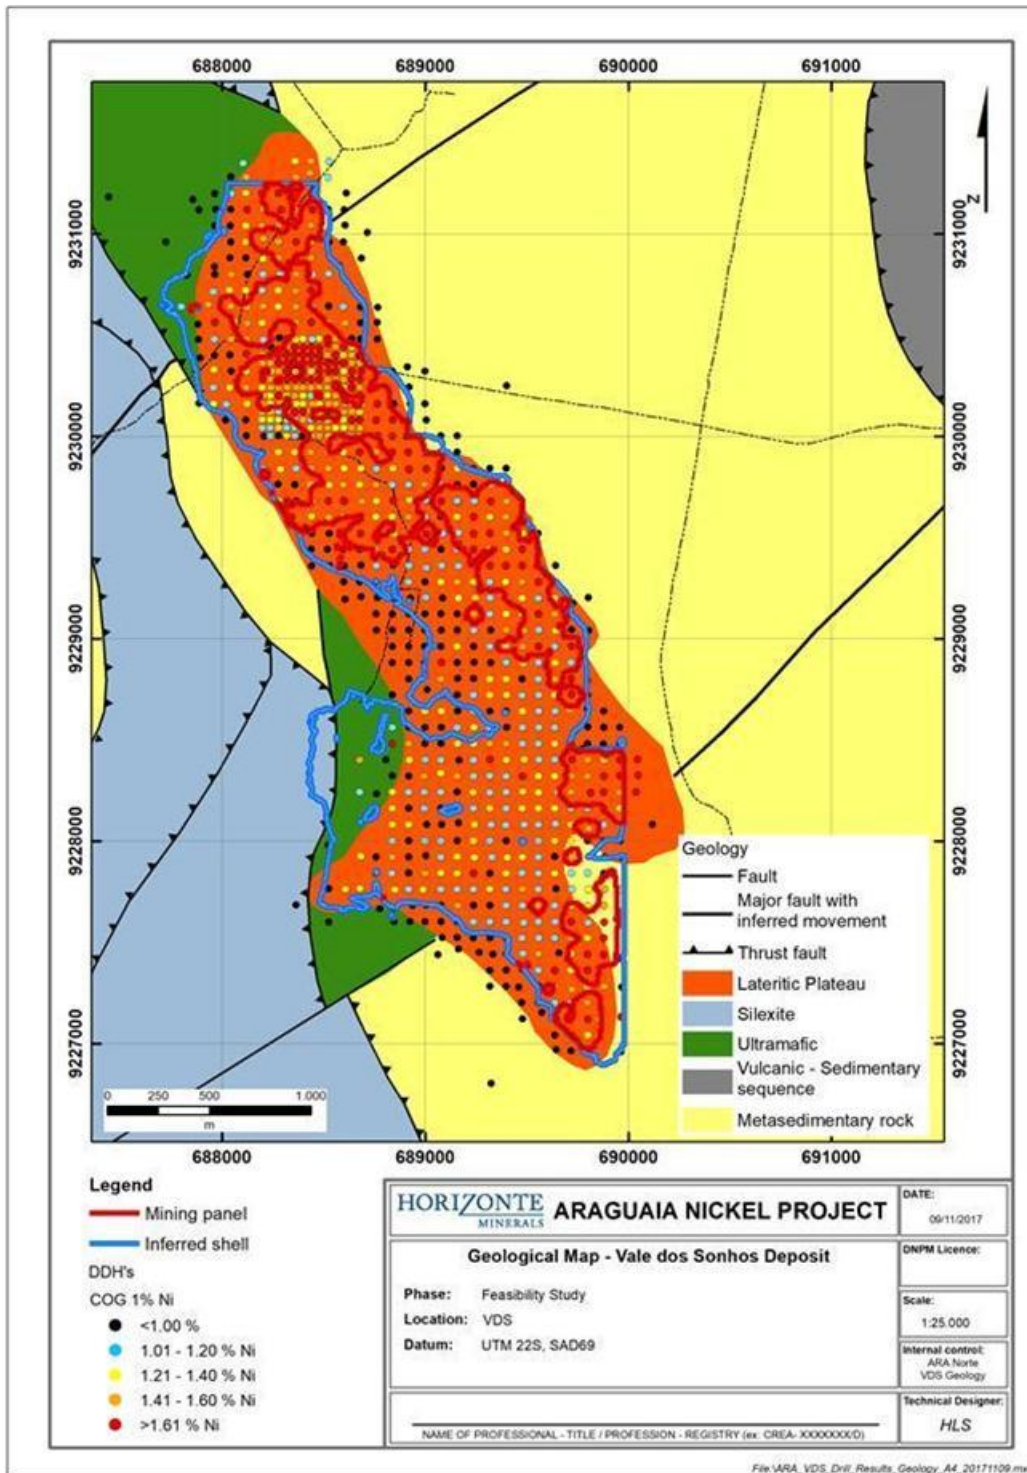 688000 689000 690000 691000
9231000 9231000
9230000 9230000
9229000 9229000
9228000 9228000
9227000 9227000
Z
Geology
Fault
Major fault with
inferred movement
Thrust fault
Lateritic Plateau
Silexite
Ultramafic
Vulcanic - Sedimentary
sequence
Metasedimentary rock
0 250 500 1.000
m
688000 689000 690000 691000
Legend
Mining panel
Inferred shell
DDH's
COG 1% Ni
<1.00 %
1.01 - 1.20 % Ni
1.21 - 1.40 % Ni
1.41 - 1.60 % Ni
>1.61 % Ni
HORIZONTE
MINERALS
ARAGUAIA NICKEL PROJECT
Geological Map - Vale dos Sonhos Deposit
Phase: Feasibility Study
Location: VDS
Datum: UTM 22S, SAD69
NAME OF PROFESSIONAL - TITLE / PROFESSION - REGISTRY (ex: CREA- XXXXXXX/D)
DATE:
09/11/2017
DNPM Licence:
Scale:
1:25.000
Internal control:
ARA Norte
VDS Geology
Technical Designer:
HLS
File:\ARA_VDS_Drill_Results_Geology_A4_20171109.mx